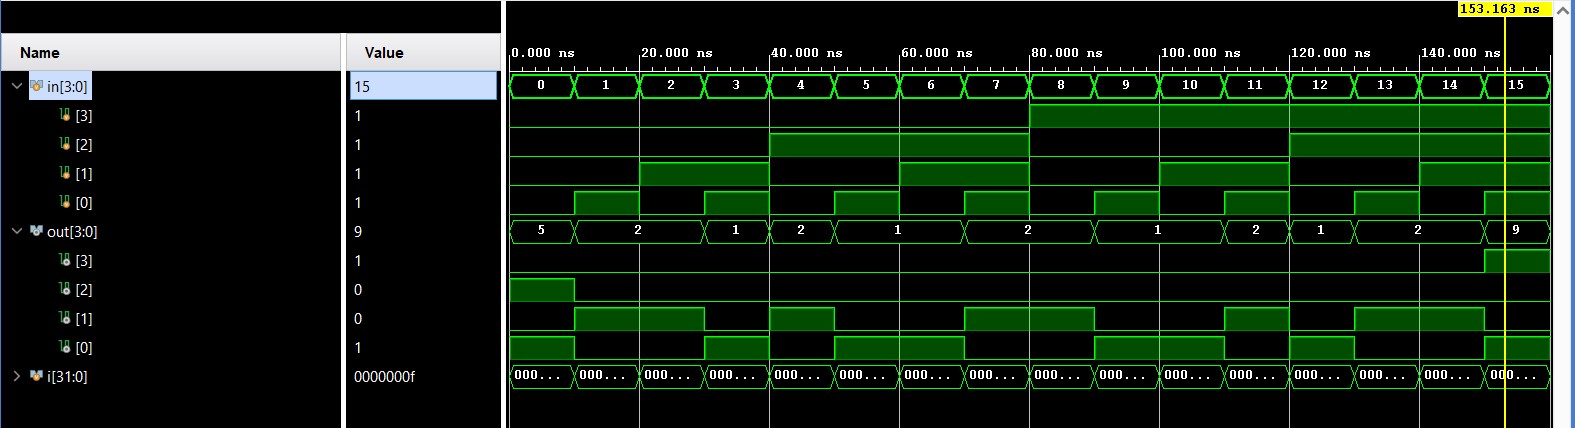 153.163 ns
Name Value
0.000 ns 20.000 ns 40.000 ns 60.000 ns 80.000 ns 100.000 ns 120.000 ns 140.000 ns
in[3:0] 15 0 1 2 3 4 5 6 7 8 9 10 11 12 13 14 15
[3] 1
[2] 1
[1] 1
[0] 1
out[3:0] 9 5 2 1 2 1 2 1 2 1 2 9
[3] 1
[2] 0
[1] 0
[0] 1
i[31:0] 0000000f 000... 000... 000... 000... 000... 000... 000... 000... 000... 000... 000... 000... 000... 000... 000... 000...